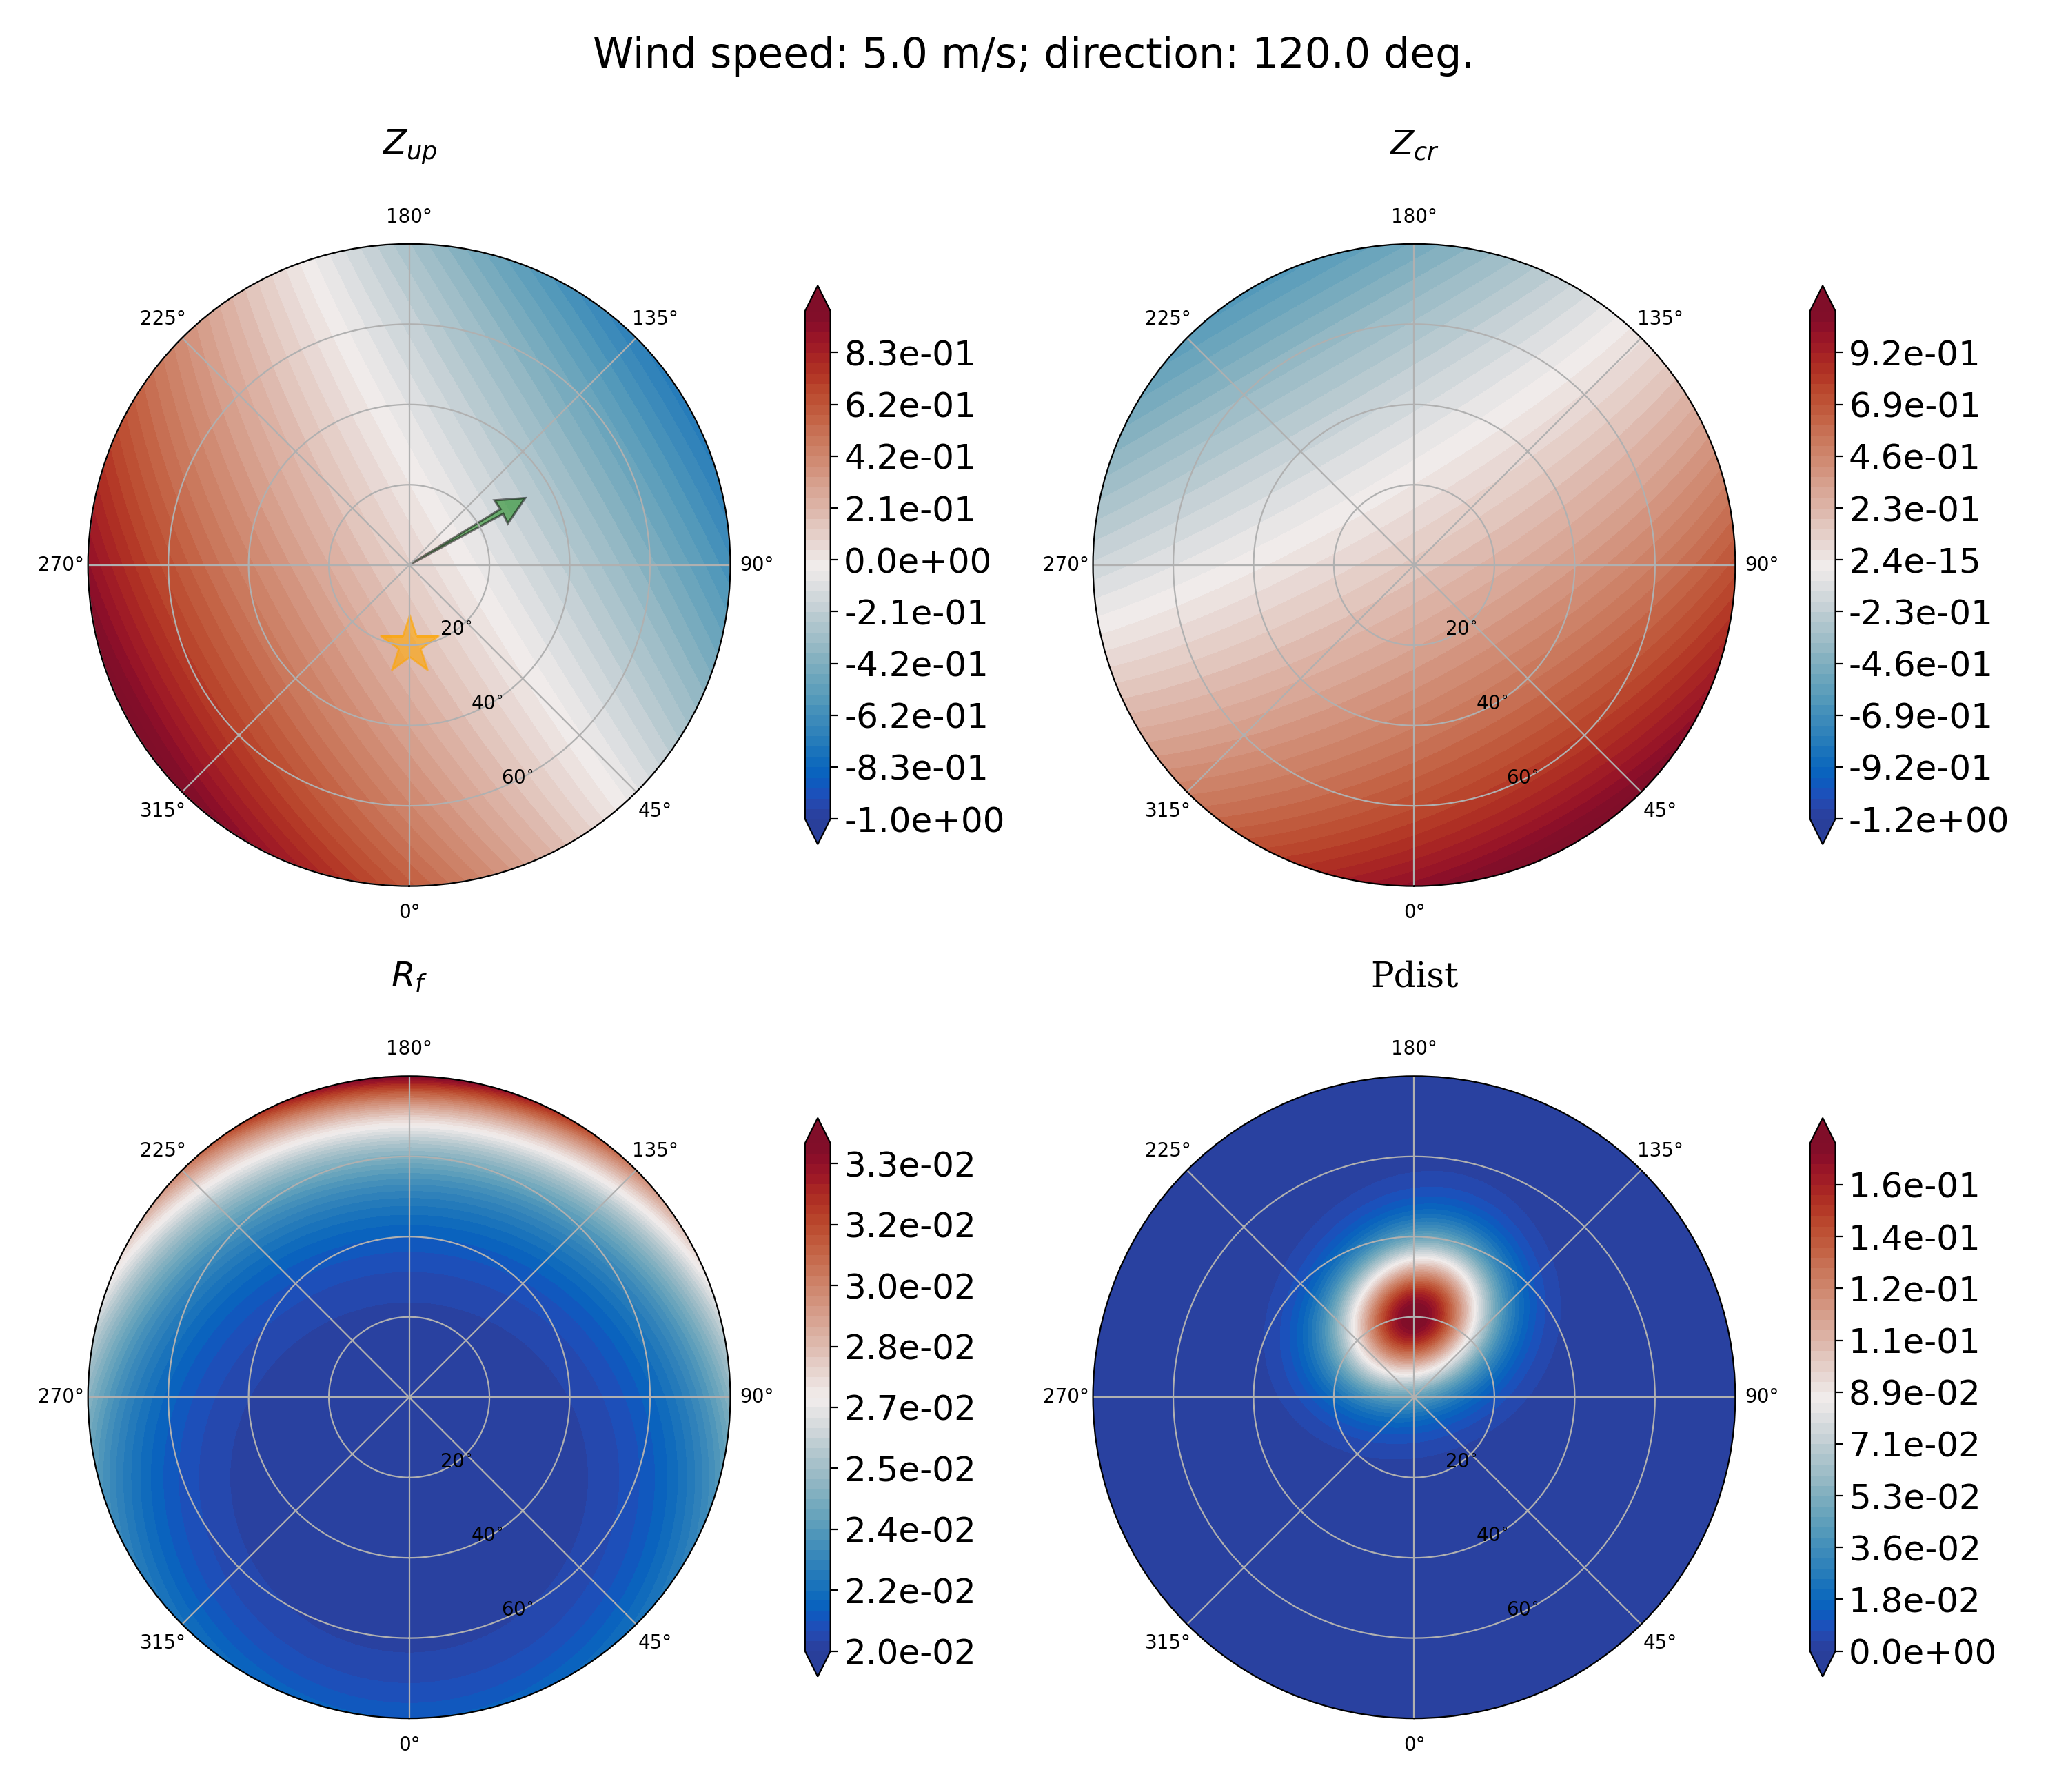 Wind speed: 5.0 m/s; direction: 120.0 deg.
Z_{up}
180°
225°
135°
270°
90°
315°
45°
0°
20°
40°
60°
8.3e-01
6.2e-01
4.2e-01
2.1e-01
0.0e+00
-2.1e-01
-4.2e-01
-6.2e-01
-8.3e-01
-1.0e+00
Z_{cr}
180°
225°
135°
270°
90°
315°
45°
0°
20°
40°
60°
9.2e-01
6.9e-01
4.6e-01
2.3e-01
2.4e-15
-2.3e-01
-4.6e-01
-6.9e-01
-9.2e-01
-1.2e+00
R_f
180°
225°
135°
270°
90°
315°
45°
0°
20°
40°
60°
3.3e-02
3.2e-02
3.0e-02
2.8e-02
2.7e-02
2.5e-02
2.4e-02
2.2e-02
2.0e-02
Pdist
180°
225°
135°
270°
90°
315°
45°
0°
20°
40°
60°
1.6e-01
1.4e-01
1.2e-01
1.1e-01
8.9e-02
7.1e-02
5.3e-02
3.6e-02
1.8e-02
0.0e+00